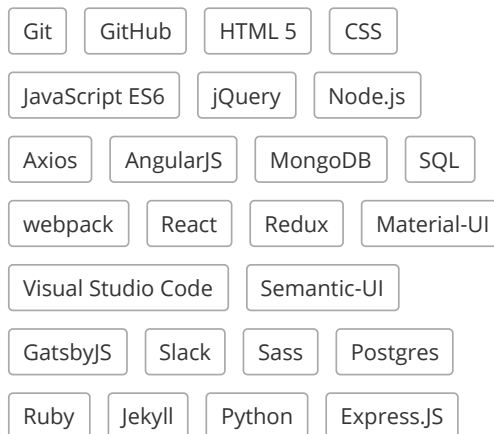 Git GitHub HTML 5 CSS
JavaScript ES6 jQuery Node.js
Axios AngularJS MongoDB SQL
webpack React Redux Material-UI
Visual Studio Code Semantic-UI
GatsbyJS Slack Sass Postgres
Ruby Jekyll Python Express.JS